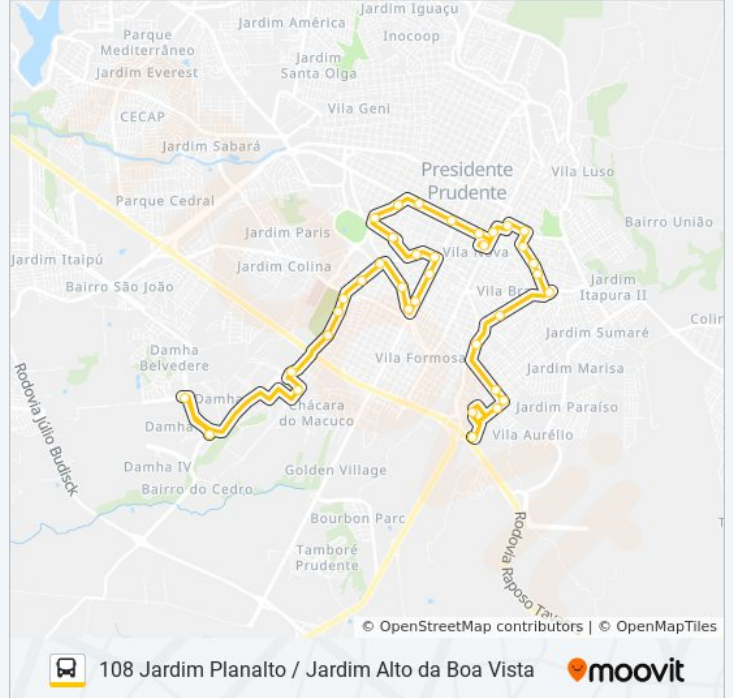 Jardim Iguaçu
Jardim América
Inocoop
Parque
Mediterrâneo
Jardim
Santa Olga
Jardim Everest
Vila Geni
CECAP
Jardim Sabará
Presidente
Prudente
Vila Luso
Parque Cedral
Bairro União
Jardim Paris
Vila Nova
Jardim Itaipú
Jardim Colina
Bairro São João
Jardim
Itapura II
Vila Br
Colin
Jardim Sumaré
Damha
Belvedere
Vila Formosa
Jardim Marisa
Rodovia Júlio Budisck
Damha
Chácara
do Macuco
Jardim Paraíso
Damha
Vila Aurélio
Damha IV
Golden Village
Bairro do Cedro
Bourbon Parc
Rodovia Raposo Tav
Tamboré
Prudente
© OpenStreetMap contributors | © OpenMapTiles
108 Jardim Planalto / Jardim Alto da Boa Vista
moovit